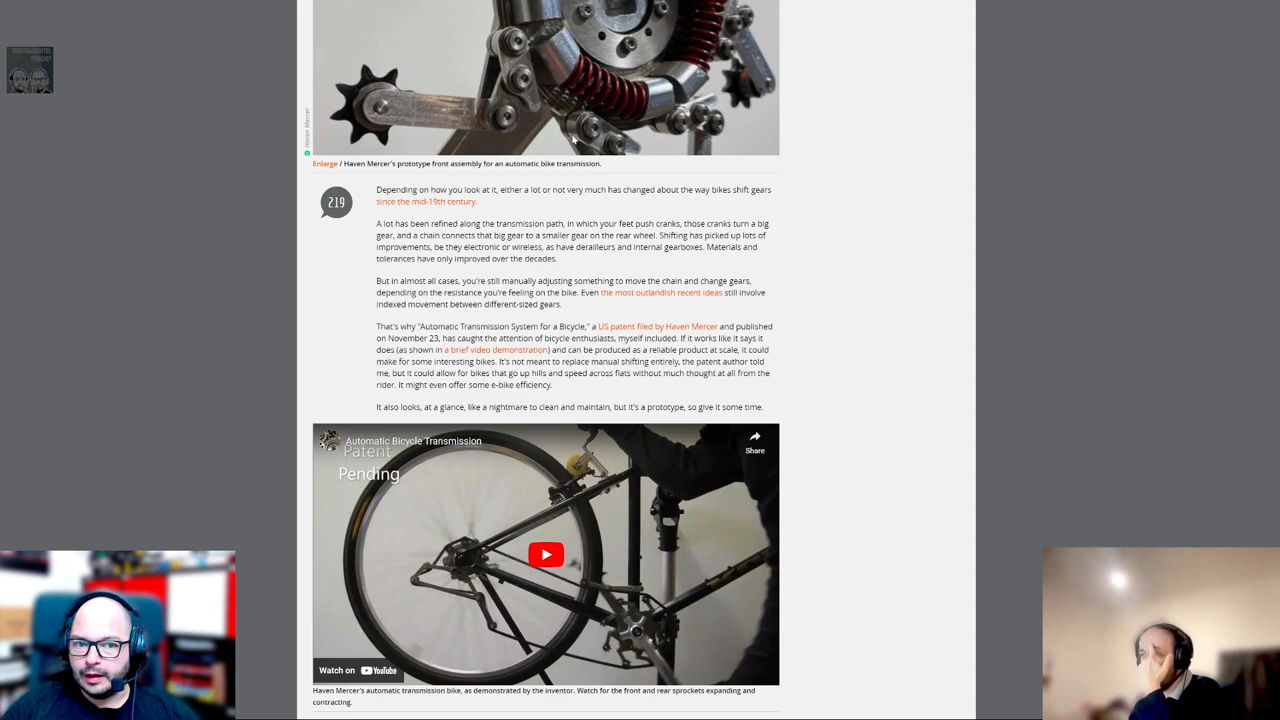 PODCAST
Haven Mercer
Enlarge / Haven Mercer's prototype front assembly for an automatic bike transmission.
219
Depending on how you look at it, either a lot or not very much has changed about the way bikes shift gears
since the mid-19th century.
A lot has been refined along the transmission path, in which your feet push cranks, those cranks turn a big
gear, and a chain connects that big gear to a smaller gear on the rear wheel. Shifting has picked up lots of
improvements, be they electronic or wireless, as have derailleurs and internal gearboxes. Materials and
tolerances have only improved over the decades.
But in almost all cases, you're still manually adjusting something to move the chain and change gears,
depending on the resistance you're feeling on the bike. Even the most outlandish recent ideas still involve
indexed movement between different-sized gears.
That's why "Automatic Transmission System for a Bicycle," a US patent filed by Haven Mercer and published
on November 23, has caught the attention of bicycle enthusiasts, myself included. If it works like it says it
does (as shown in a brief video demonstration) and can be produced as a reliable product at scale, it could
make for some interesting bikes. It's not meant to replace manual shifting entirely, the patent author told
me, but it could allow for bikes that go up hills and speed across flats without much thought at all from the
rider. It might even offer some e-bike efficiency.
It also looks, at a glance, like a nightmare to clean and maintain, but it's a prototype, so give it some time.
Automatic Bicycle Transmission
Patent
Pending
Share
Watch on YouTube
Haven Mercer's automatic transmission bike, as demonstrated by the inventor. Watch for the front and rear sprockets expanding and
contracting.